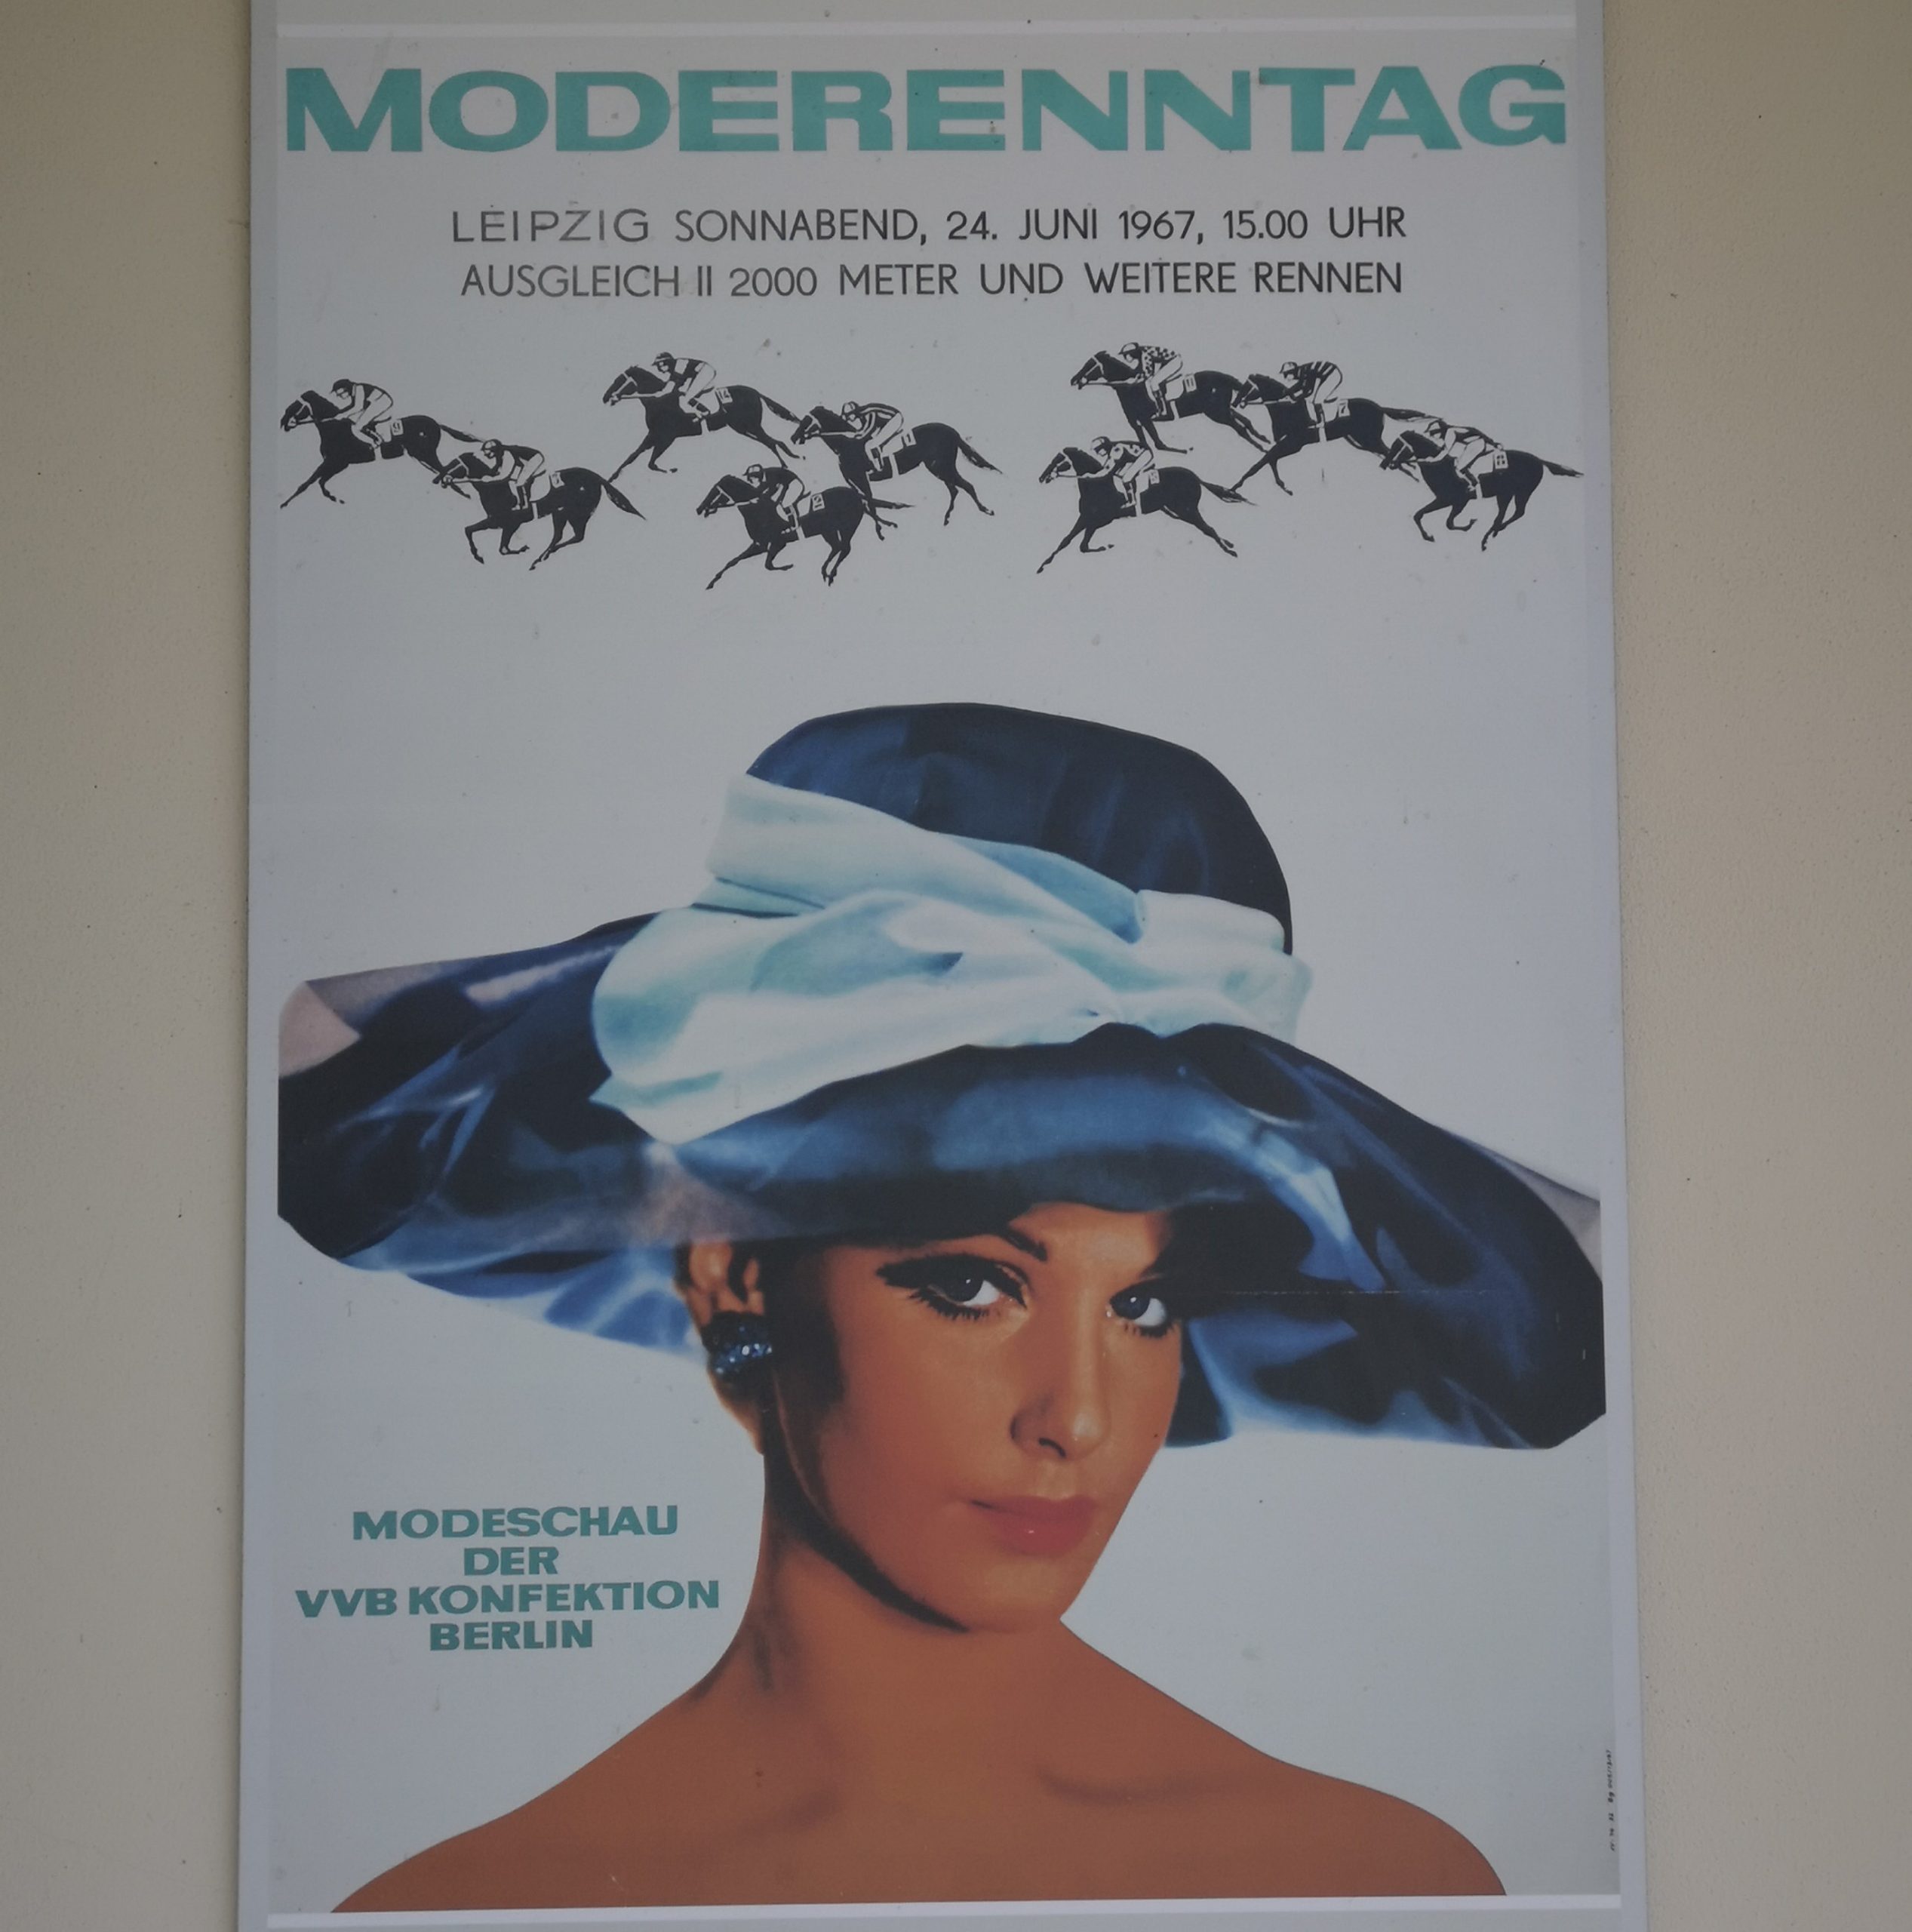 MODERENNTAG
LEIPZIG SONNABEND, 24. JUNI 1967, 15.00 UHR
AUSGLEICH II 2000 METER UND WEITERE RENNEN
MODESCHAU
DER
VVB KONFEKTION
BERLIN